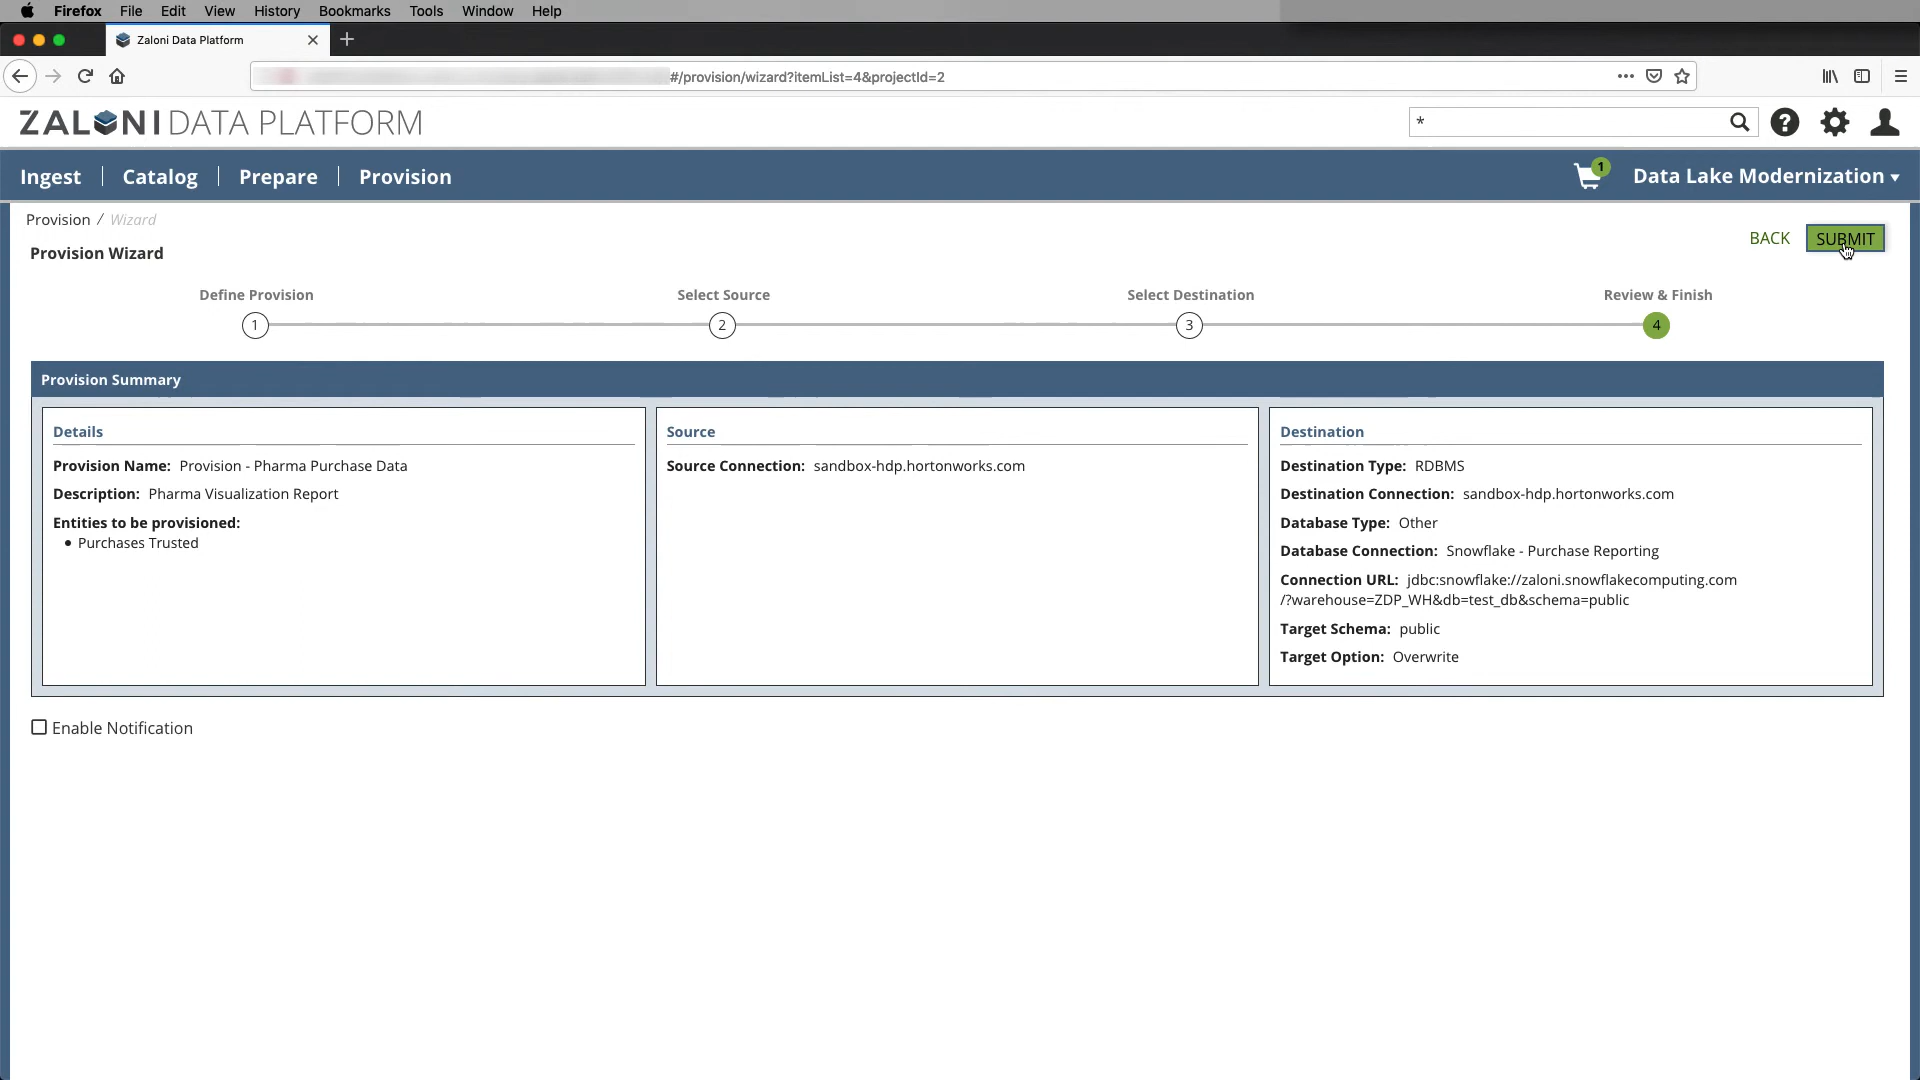 Firefox File Edit View History Bookmarks Tools Window Help
Zaloni Data Platform
#/provision/wizard?itemList=4&projectId=2
ZALONI DATA PLATFORM
*
Ingest Catalog Prepare Provision
1
Data Lake Modernization
Provision / Wizard
Provision Wizard
BACK SUBMIT
Define Provision Select Source Select Destination Review & Finish
1 2 3 4
Provision Summary
Details
Provision Name: Provision - Pharma Purchase Data
Description: Pharma Visualization Report
Entities to be provisioned:
• Purchases Trusted
Source
Source Connection: sandbox-hdp.hortonworks.com
Destination
Destination Type: RDBMS
Destination Connection: sandbox-hdp.hortonworks.com
Database Type: Other
Database Connection: Snowflake - Purchase Reporting
Connection URL: jdbc:snowflake://zaloni.snowflakecomputing.com
/?warehouse=ZDP_WH&db=test_db&schema=public
Target Schema: public
Target Option: Overwrite
Enable Notification